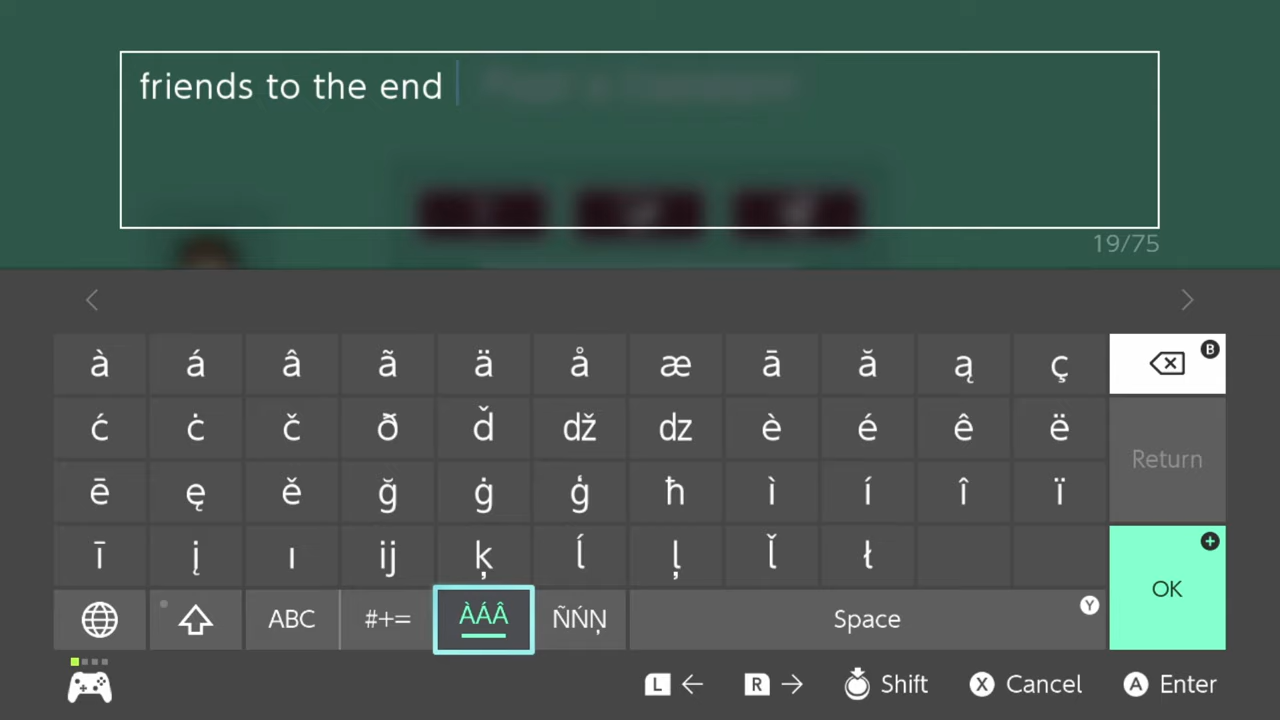 friends to the end
19/75
à á â ã ä å æ ā ă ą ç B
ć ċ č ð ď dž dz è é ê ë Return
ē ę ě ğ ġ ģ ħ ì í î ï
ī į ı ij ķ ĺ ļ ľ ł +
ABC #+= ÀÁÂ ÑŃŅ Space Y OK
L ← R → Shift X Cancel A Enter